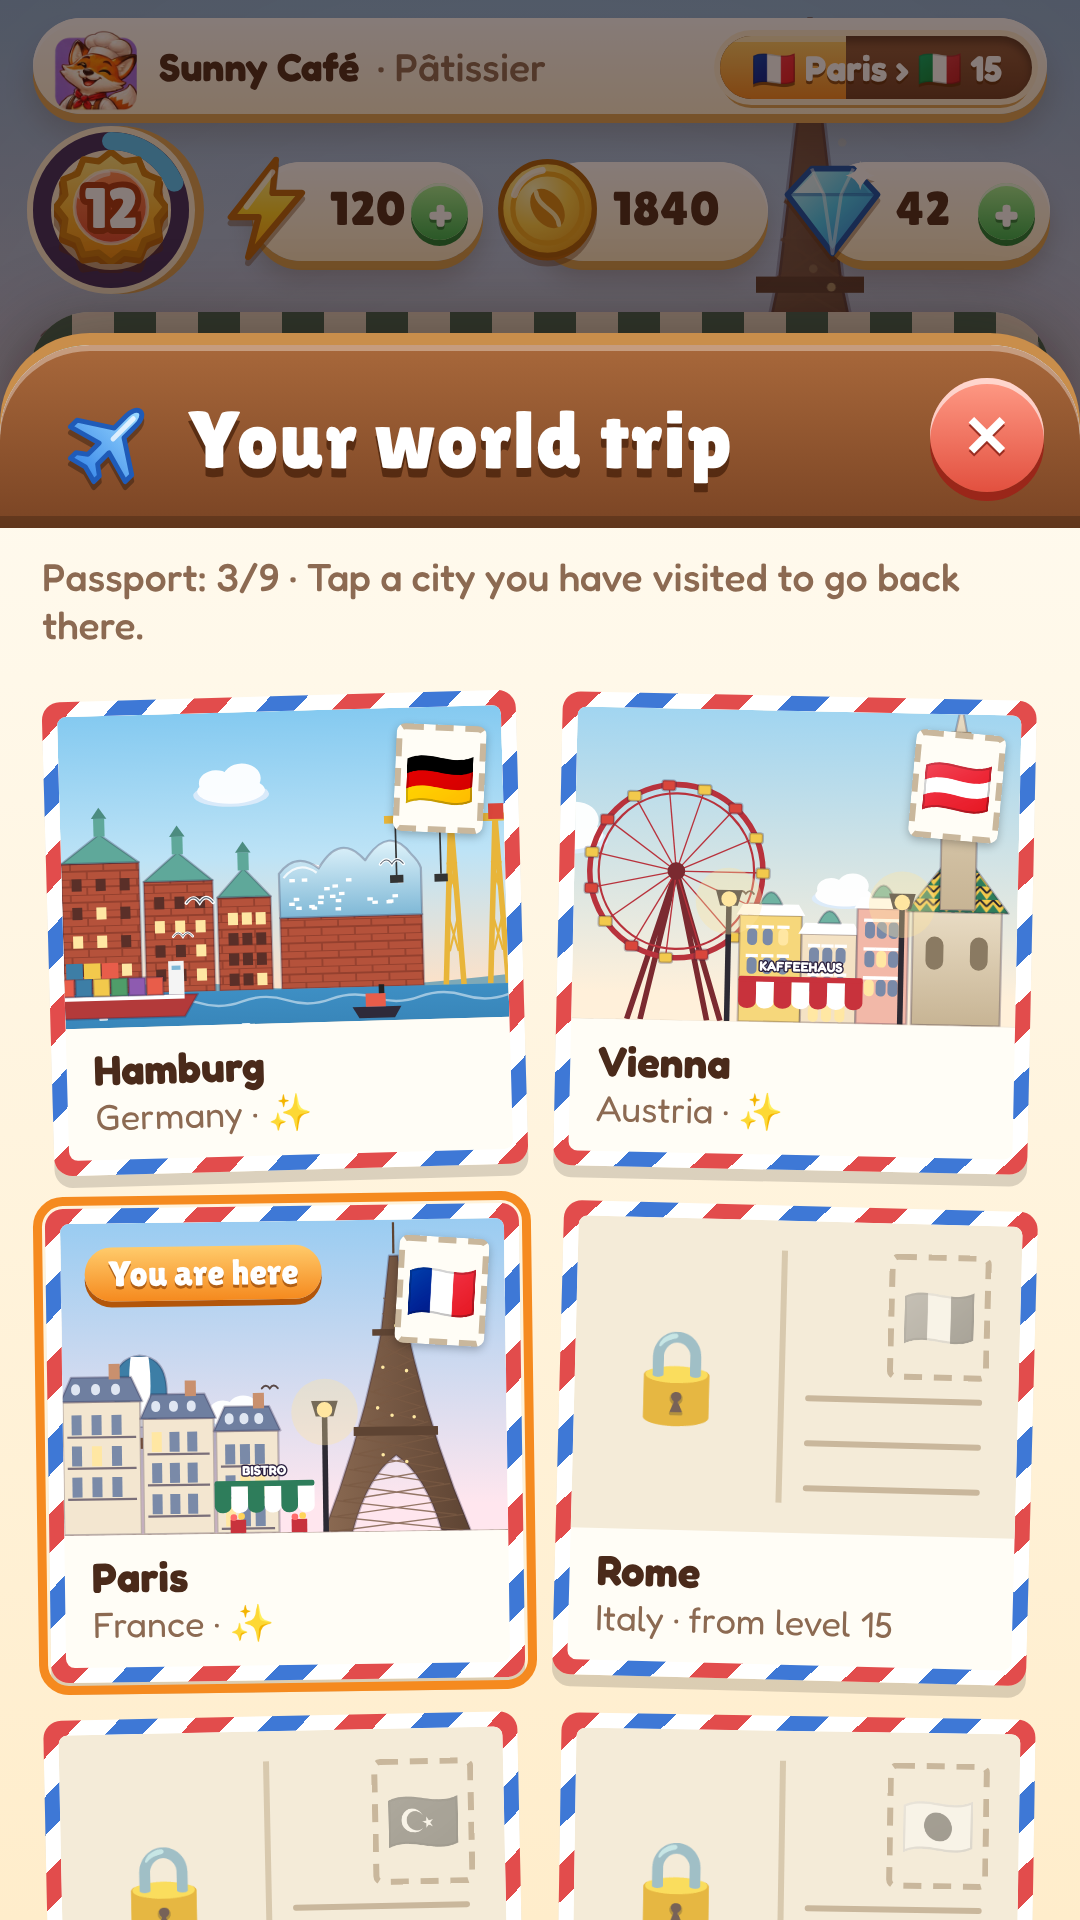 Sunny Café · Pâtissier
Paris › 15
12
120
1840
42
Your world trip
Passport: 3/9 · Tap a city you have visited to go back
there.
KAFFEEHAUS
Hamburg
Germany ·
Vienna
Austria ·
You are here
BISTRO
Paris
France ·
Rome
Italy · from level 15